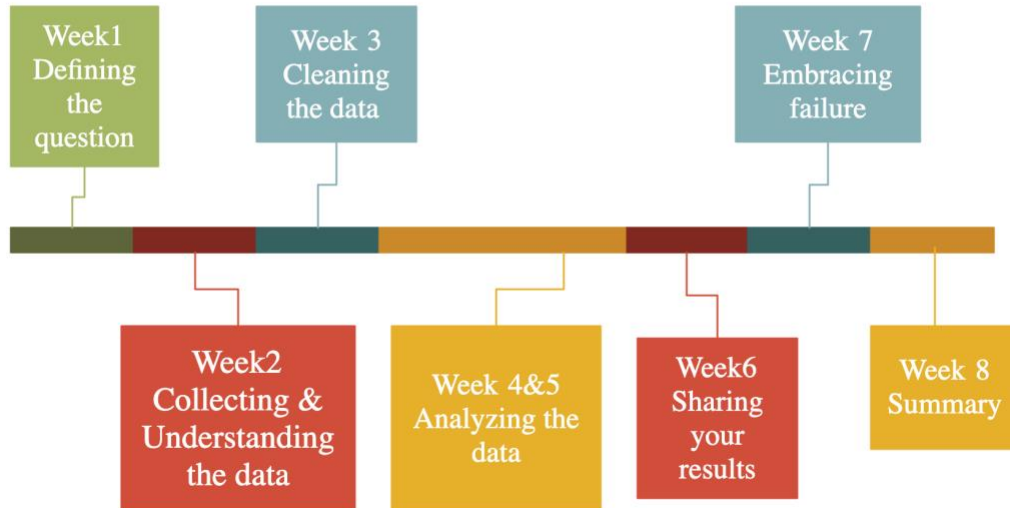 Week1
Defining
the
question
Week2
Collecting &
Understanding
the data
Week 3
Cleaning
the data
Week 4&5
Analyzing the
data
Week6
Sharing
your
results
Week 7
Embracing
failure
Week 8
Summary